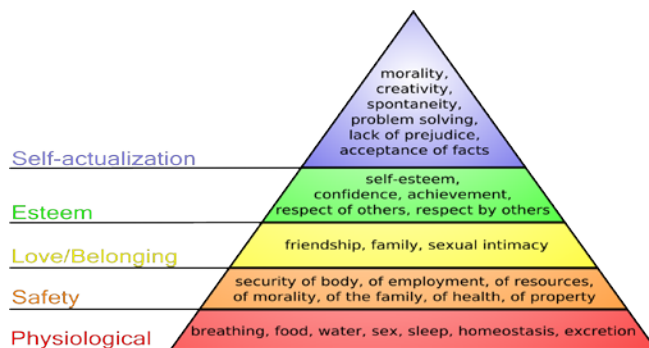 morality,
creativity,
spontaneity,
problem solving,
lack of prejudice,
acceptance of facts
Self-actualization
self-esteem,
confidence, achievement,
respect of others, respect by others
Esteem
friendship, family, sexual intimacy
Love/Belonging
security of body, of employment, of resources,
of morality, of the family, of health, of property
Safety
breathing, food, water, sex, sleep, homeostasis, excretion
Physiological